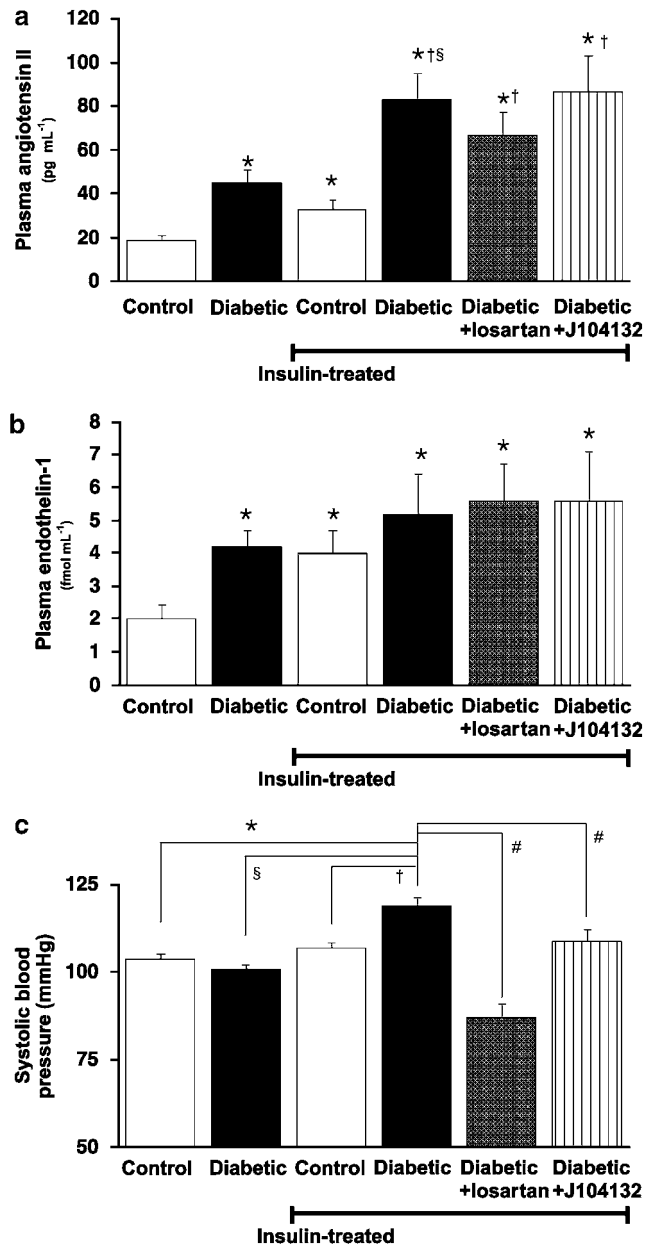 a
Plasma angiotensin II
(pg mL⁻¹)
120
100
80
60
40
20
0
*
*
*†§
*†
*†
Control Diabetic Control Diabetic Diabetic Diabetic
+losartan +J104132
Insulin-treated
b
Plasma endothelin-1
(fmol mL⁻¹)
8
7
6
5
4
3
2
1
0
*
*
*
*
*
Control Diabetic Control Diabetic Diabetic Diabetic
+losartan +J104132
Insulin-treated
c
Systolic blood
pressure (mmHg)
125
100
75
50
*
§
†
#
#
Control Diabetic Control Diabetic Diabetic Diabetic
+losartan +J104132
Insulin-treated